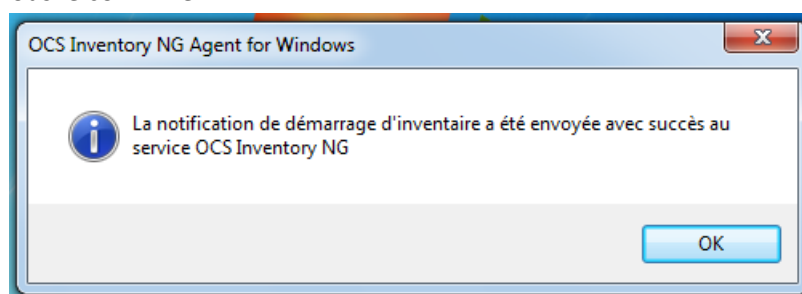 OCS Inventory NG Agent for Windows
La notification de démarrage d'inventaire a été envoyée avec succès au
service OCS Inventory NG
OK